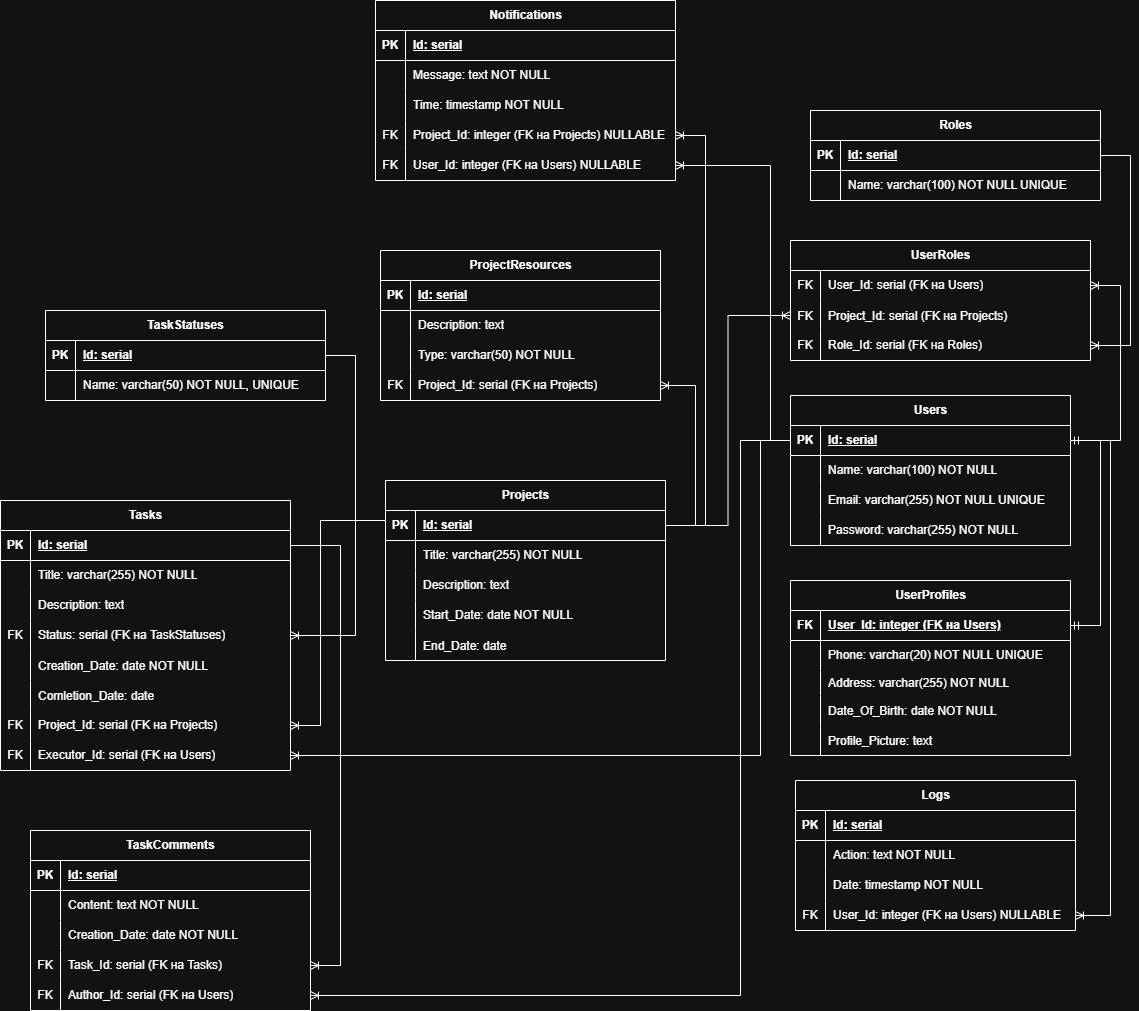 Notifications
PK Id: serial
Message: text NOT NULL
Time: timestamp NOT NULL
FK Project_Id: integer (FK на Projects) NULLABLE
FK User_Id: integer (FK на Users) NULLABLE
Roles
PK Id: serial
Name: varchar(100) NOT NULL UNIQUE
UserRoles
FK User_Id: serial (FK на Users)
FK Project_Id: serial (FK на Projects)
FK Role_Id: serial (FK на Roles)
ProjectResources
PK Id: serial
Description: text
Type: varchar(50) NOT NULL
FK Project_Id: serial (FK на Projects)
TaskStatuses
PK Id: serial
Name: varchar(50) NOT NULL, UNIQUE
Users
PK Id: serial
Name: varchar(100) NOT NULL
Email: varchar(255) NOT NULL UNIQUE
Password: varchar(255) NOT NULL
Projects
PK Id: serial
Title: varchar(255) NOT NULL
Description: text
Start_Date: date NOT NULL
End_Date: date
Tasks
PK Id: serial
Title: varchar(255) NOT NULL
Description: text
FK Status: serial (FK на TaskStatuses)
Creation_Date: date NOT NULL
Comletion_Date: date
FK Project_Id: serial (FK на Projects)
FK Executor_Id: serial (FK на Users)
UserProfiles
FK User_Id: integer (FK на Users)
Phone: varchar(20) NOT NULL UNIQUE
Address: varchar(255) NOT NULL
Date_Of_Birth: date NOT NULL
Profile_Picture: text
Logs
PK Id: serial
Action: text NOT NULL
Date: timestamp NOT NULL
FK User_Id: integer (FK на Users) NULLABLE
TaskComments
PK Id: serial
Content: text NOT NULL
Creation_Date: date NOT NULL
FK Task_Id: serial (FK на Tasks)
FK Author_Id: serial (FK на Users)